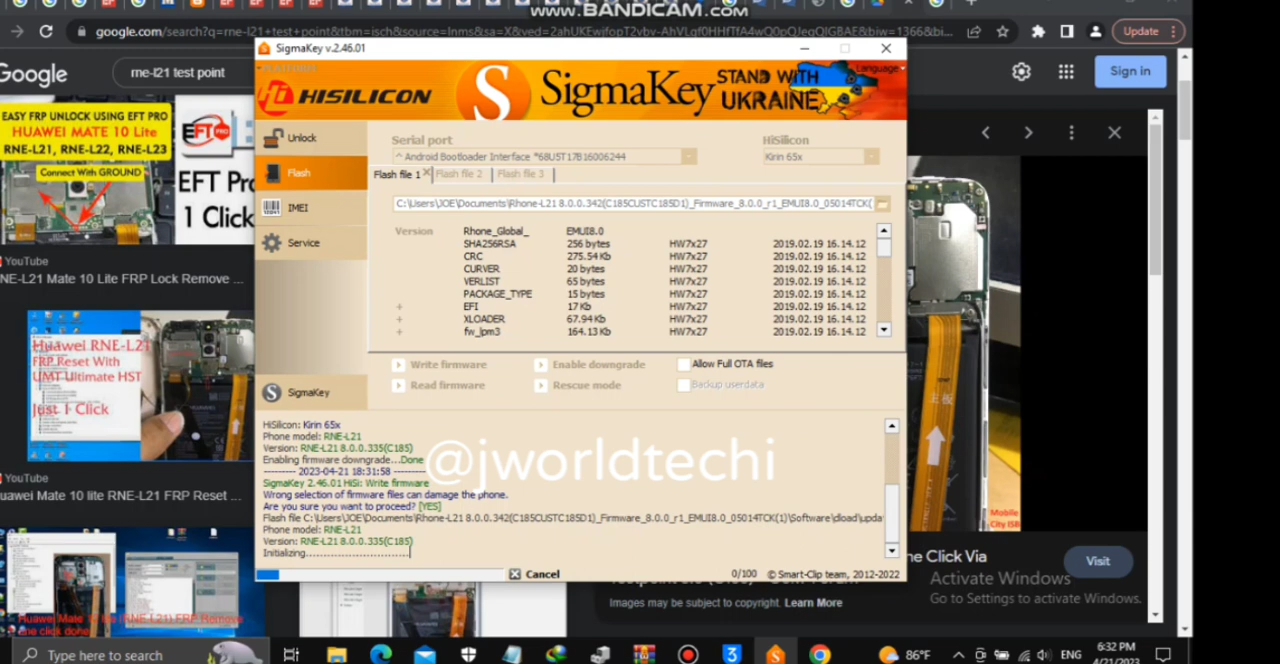 www.BANDICAM.com
google.com/search?q=rne-l21+test+point&tbm=isch&source=lnms&sa=X&
Update
Google
rne-l21 test point
Sign in
EASY FRP UNLOCK USING EFT PRO
HUAWEI MATE 10 Lite
RNE-L21, RNE-L22, RNE-L23
Connect With GROUND
EFT PRO
EFT Pro
1 Click
YouTube
NE-L21 Mate 10 Lite FRP Lock Remove ...
Huawei RNE-L21
FRP Reset With
UMT Ultimate HST
Just 1 Click
YouTube
uawei Mate 10 lite RNE-L21 FRP Reset ...
Huawei Mate 10 lite (RNE-L21) FRP Remove
one click done
SigmaKey v.2.46.01
HISILICON
S
SigmaKey
STAND WITH
UKRAINE
Language
Unlock
Flash
IMEI
Service
SigmaKey
Serial port
HiSilicon
^ Android Bootloader Interface *68U5T17B16006244
Kirin 65x
Flash file 1
Flash file 2
Flash file 3
C:\Users\JOE\Documents\Rhone-L21 8.0.0.342(C185CUSTC185D1)_Firmware_8.0.0_r1_EMUI8.0_05014TCK(
Version Rhone_Global_ EMUI8.0
SHA256RSA 256 bytes HW7x27 2019.02.19 16.14.12
CRC 275.54 Kb HW7x27 2019.02.19 16.14.12
CURVER 20 bytes HW7x27 2019.02.19 16.14.12
VERLIST 65 bytes HW7x27 2019.02.19 16.14.12
PACKAGE_TYPE 15 bytes HW7x27 2019.02.19 16.14.12
+ EFI 17 Kb HW7x27 2019.02.19 16.14.12
+ XLOADER 67.94 Kb HW7x27 2019.02.19 16.14.12
+ fw_lpm3 164.13 Kb HW7x27 2019.02.19 16.14.12
Write firmware
Enable downgrade
Allow Full OTA files
Read firmware
Rescue mode
Backup userdata
HiSilicon: Kirin 65x
Phone model: RNE-L21
Version: RNE-L21 8.0.0.335(C185)
Enabling firmware downgrade...Done
---------- 2023-04-21 18:31:58 ----------
SigmaKey 2.46.01 HiSi: Write firmware
Wrong selection of firmware files can damage the phone.
Are you sure you want to proceed? [YES]
Flash file C:\Users\JOE\Documents\Rhone-L21 8.0.0.342(C185CUSTC185D1)_Firmware_8.0.0_r1_EMUI8.0_05014TCK(1)\Software\dload\upda
Phone model: RNE-L21
Version: RNE-L21 8.0.0.335(C185)
Initializing
@jworldtechi
Cancel
0/100
© Smart-Clip team, 2012-2022
王板
Mobile
ne Click Via
Visit
Activate Windows
Go to Settings to activate Windows.
Images may be subject to copyright. Learn More
Type here to search
86°F
ENG
6:32 PM
4/21/2023